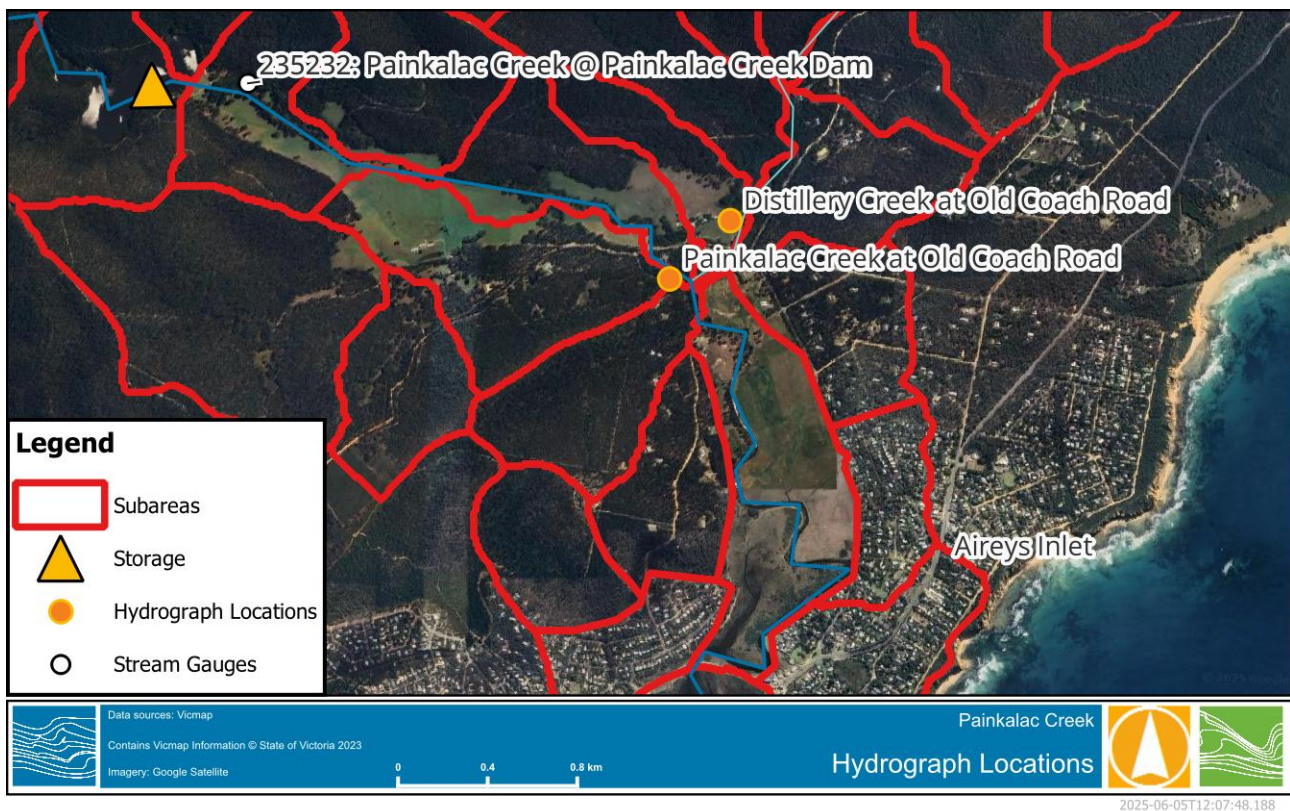 235232: Painkalac Creek @ Painkalac Creek Dam
Distillery Creek at Old Coach Road
Painkalac Creek at Old Coach Road
Aireys Inlet
Legend
Subareas
Storage
Hydrograph Locations
Stream Gauges
Data sources: Vicmap
Contains Vicmap Information © State of Victoria 2023
Imagery: Google Satellite
0 0.4 0.8 km
Painkalac Creek
Hydrograph Locations
© 2025 Google
2025-06-05T12:07:48.188